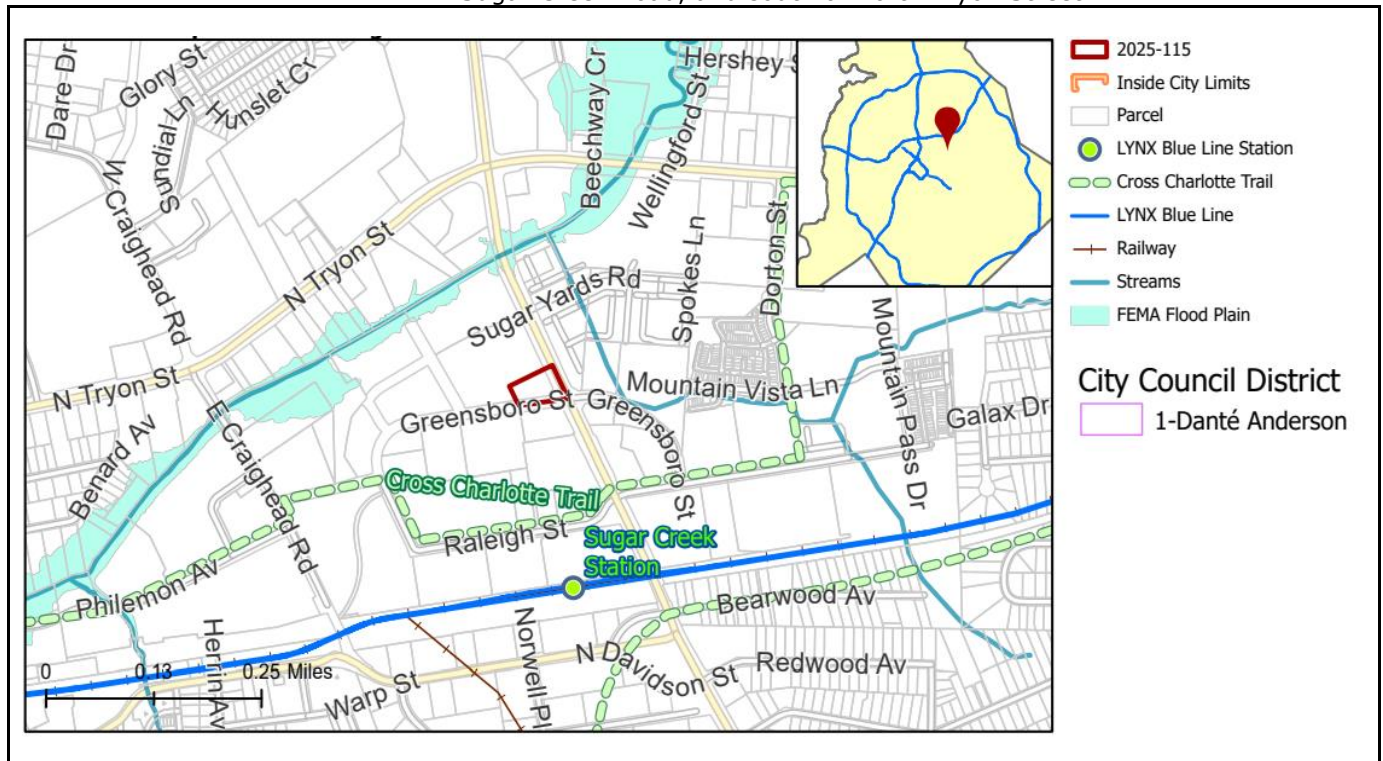 Dare Dr
Glory St
Sundial Ln
Hunslet Cr
W Craighead Rd
N Tryon St
Beechway Cr
Wellingford St
Hershey S
Sugar Yards Rd
Spokes Ln
Dorton St
Mountain Pass Dr
Mountain Vista Ln
Galax Dr
N Tryon St
Benard Av
E Craighead Rd
Greensboro St
Greensboro St
Cross Charlotte Trail
Raleigh St
Sugar Creek
Station
Philemon Av
Herrin Av
Norwell Pl
Bearwood Av
N Davidson St
Redwood Av
Warp St
0 0.13 0.25 Miles
2025-115
Inside City Limits
Parcel
LYNX Blue Line Station
Cross Charlotte Trail
LYNX Blue Line
Railway
Streams
FEMA Flood Plain
City Council District
1-Danté Anderson